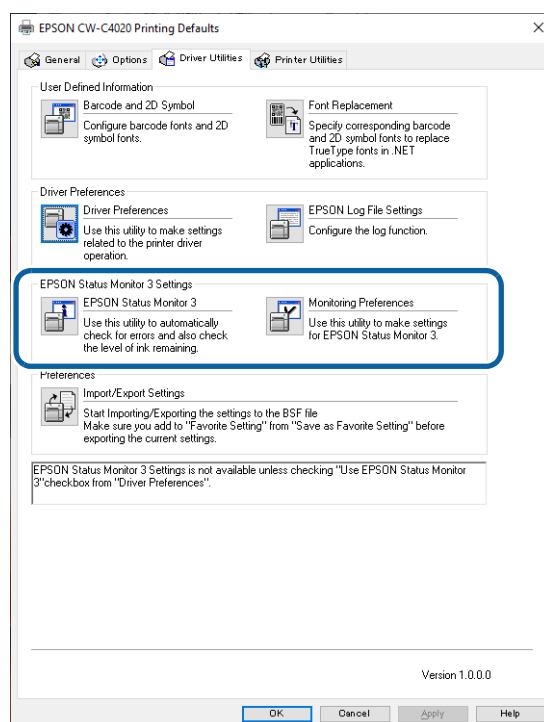 EPSON CW-C4020 Printing Defaults
General Options Driver Utilities Printer Utilities
User Defined Information
Barcode and 2D Symbol
Configure barcode fonts and 2D
symbol fonts.
Font Replacement
Specify corresponding barcode
and 2D symbol fonts to replace
TrueType fonts in .NET
applications.
Driver Preferences
Driver Preferences
Use this utility to make settings
related to the printer driver
operation.
EPSON Log File Settings
Configure the log function.
EPSON Status Monitor 3 Settings
EPSON Status Monitor 3
Use this utility to automatically
check for errors and also check
the level of ink remaining.
Monitoring Preferences
Use this utility to make settings
for EPSON Status Monitor 3.
Preferences
Import/Export Settings
Start Importing/Exporting the settings to the BSF file
Make sure you add to "Favorite Setting" from "Save as Favorite Setting" before
exporting the current settings.
EPSON Status Monitor 3 Settings is not available unless checking "Use EPSON Status Monitor
3"checkbox from "Driver Preferences".
Version 1.0.0.0
OK Cancel Apply Help